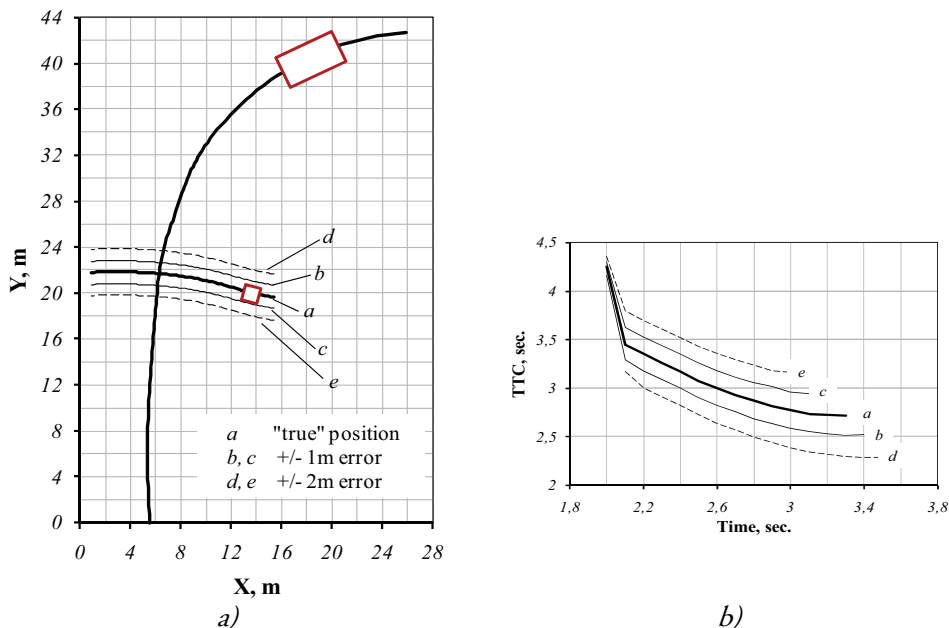 44
40
36
32
28
24
20
16
12
8
4
0
Y, m
d
b
a
c
e
a "true" position
b, c +/- 1m error
d, e +/- 2m error
0 4 8 12 16 20 24 28
X, m
a)
4,5
4
3,5
3
2,5
2
TTC, sec.
e
c
a
b
d
1,8 2,2 2,6 3 3,4 3,8
Time, sec.
b)